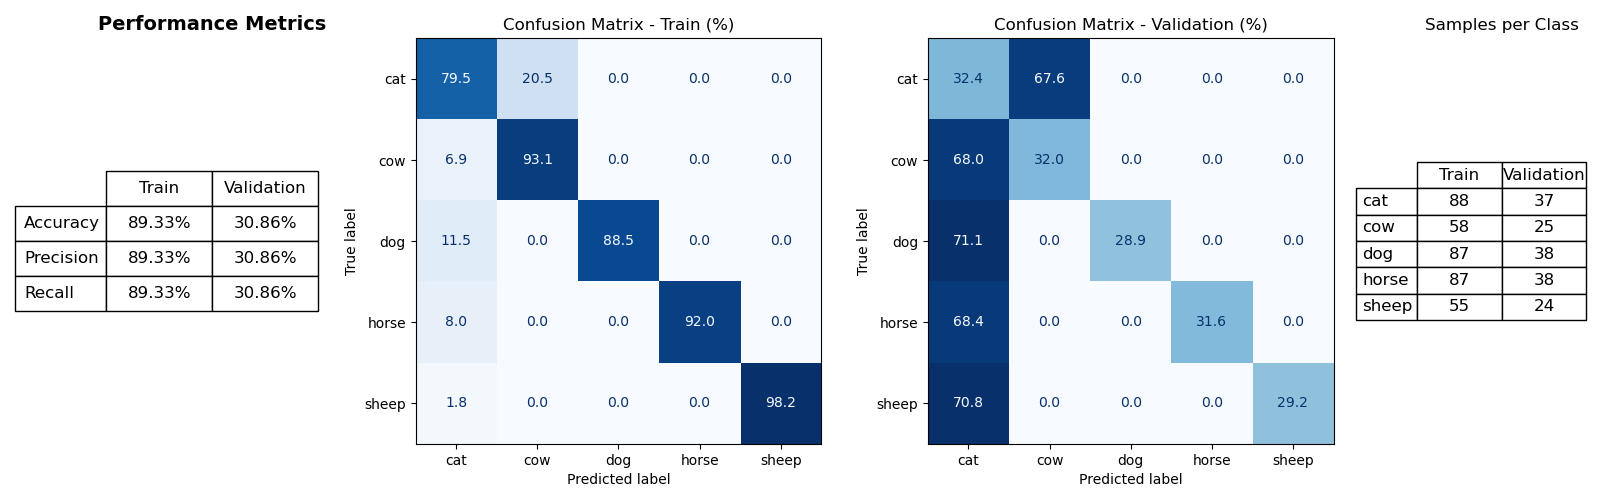 Performance Metrics
Train Validation
Accuracy 89.33% 30.86%
Precision 89.33% 30.86%
Recall 89.33% 30.86%
Confusion Matrix - Train (%)
True label
cat 79.5 20.5 0.0 0.0 0.0
cow 6.9 93.1 0.0 0.0 0.0
dog 11.5 0.0 88.5 0.0 0.0
horse 8.0 0.0 0.0 92.0 0.0
sheep 1.8 0.0 0.0 0.0 98.2
cat cow dog horse sheep
Predicted label
Confusion Matrix - Validation (%)
True label
cat 32.4 67.6 0.0 0.0 0.0
cow 68.0 32.0 0.0 0.0 0.0
dog 71.1 0.0 28.9 0.0 0.0
horse 68.4 0.0 0.0 31.6 0.0
sheep 70.8 0.0 0.0 0.0 29.2
cat cow dog horse sheep
Predicted label
Samples per Class
Train Validation
cat 88 37
cow 58 25
dog 87 38
horse 87 38
sheep 55 24